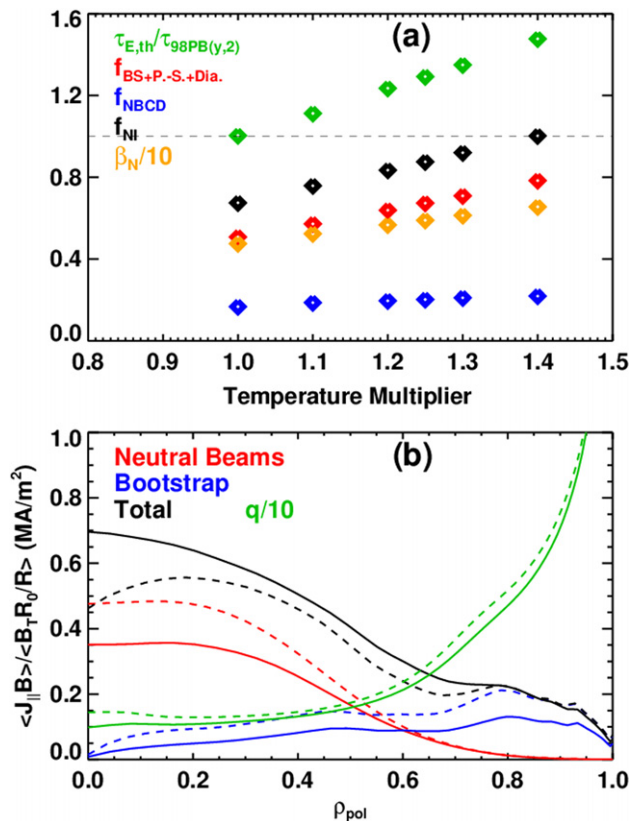 1.6
(a)
τE,th/τ98PB(y,2)
fBS+P.-S.+Dia.
1.2
fNBCD
fNI
βN/10
0.8
0.4
0.0
0.8 0.9 1.0 1.1 1.2 1.3 1.4 1.5
Temperature Multiplier
1.0
Neutral Beams
(b)
Bootstrap
Total q/10
0.8
0.6
0.4
0.2
0.0
<J||B>/<BTR0/R> (MA/m²)
0.0 0.2 0.4 0.6 0.8 1.0
ρpol